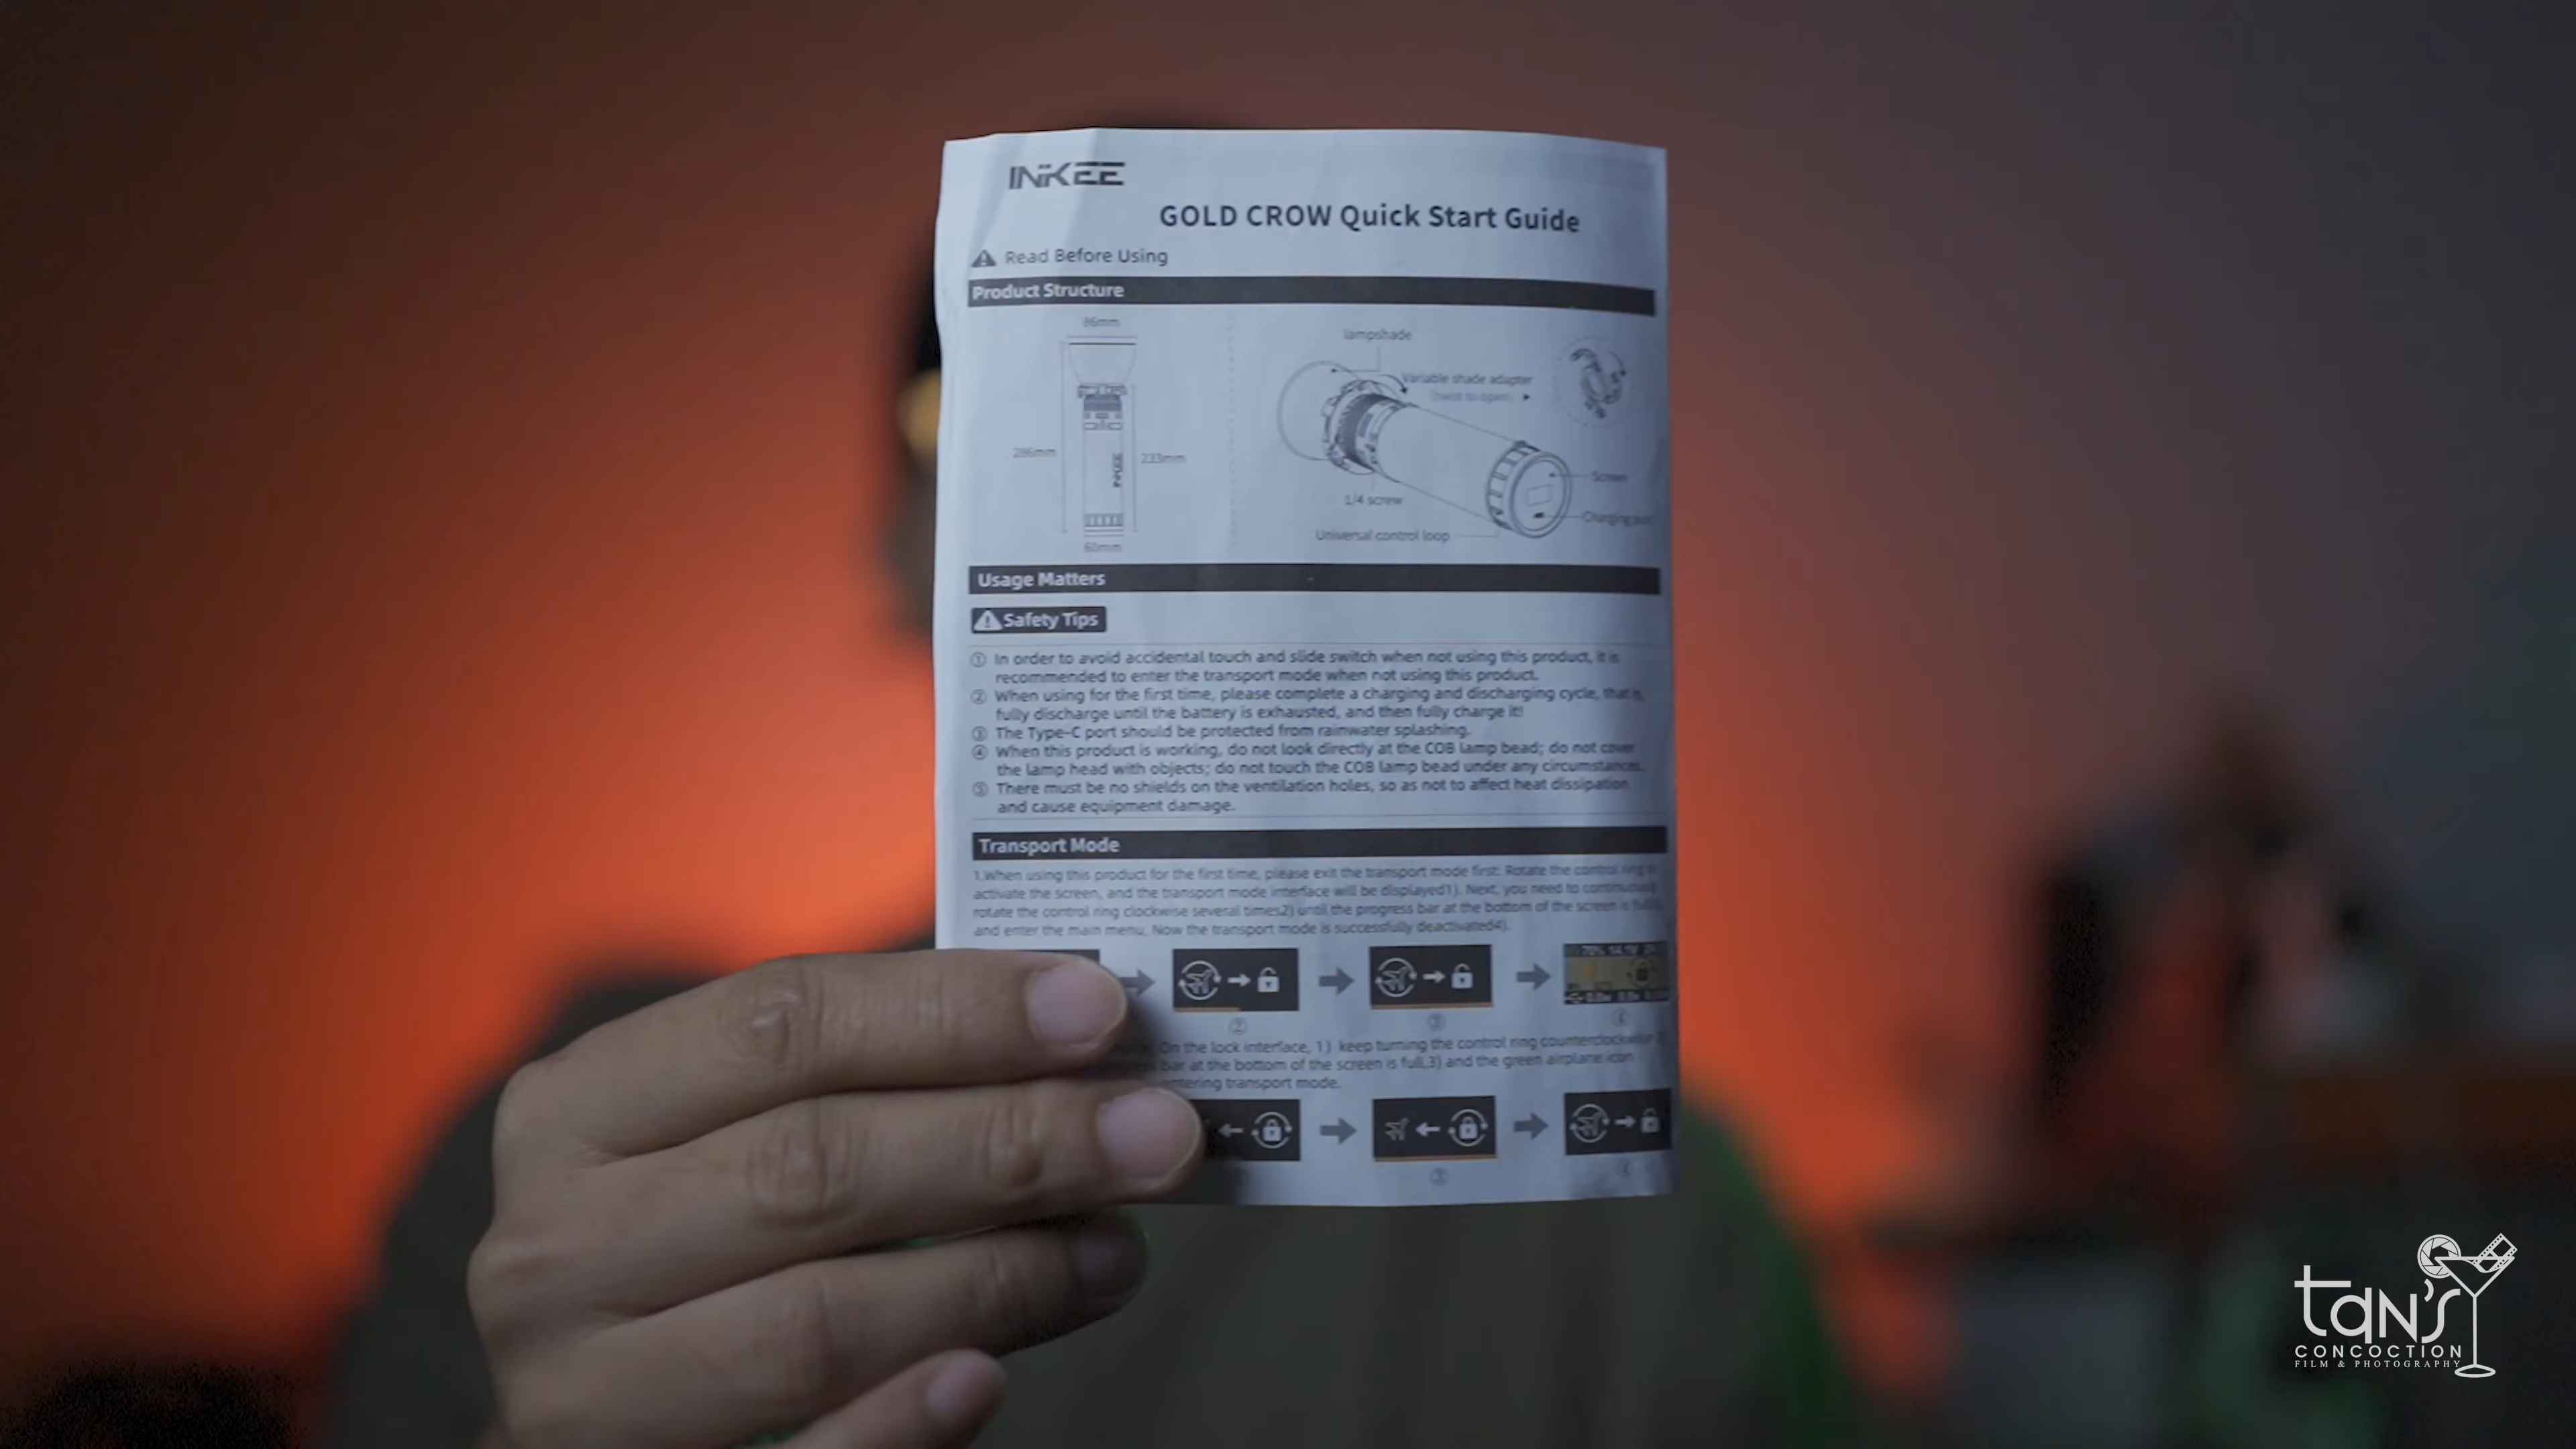 INKEE
GOLD CROW Quick Start Guide
Read Before Using
Product Structure
86mm
286mm
233mm
INKEE
60mm
lampshade
Variable shade adapter
(twist to open)
1/4 screw
Universal control loop
Screen
Charging
Usage Matters
Safety Tips
① In order to avoid accidental touch and slide switch when not using this product, it is
recommended to enter the transport mode when not using this product.
② When using for the first time, please complete a charging and discharging cycle, that is,
fully discharge until the battery is exhausted, and then fully charge it!
③ The Type-C port should be protected from rainwater splashing.
④ When this product is working, do not look directly at the COB lamp bead; do not cover
the lamp head with objects; do not touch the COB lamp bead under any circumstances.
⑤ There must be no shields on the ventilation holes, so as not to affect heat dissipation
and cause equipment damage.
Transport Mode
1.When using this product for the first time, please exit the transport mode first: Rotate the control ring to
activate the screen, and the transport mode interface will be displayed1). Next, you need to continuously
rotate the control ring clockwise several times2) until the progress bar at the bottom of the screen is full3)
and enter the main menu, Now the transport mode is successfully deactivated4).
② ③ ④
On the lock interface, 1) keep turning the control ring counterclockwise
bar at the bottom of the screen is full,3) and the green airplane icon
entering transport mode.
③ ④
tan's
CONCOCTION
FILM & PHOTOGRAPHY